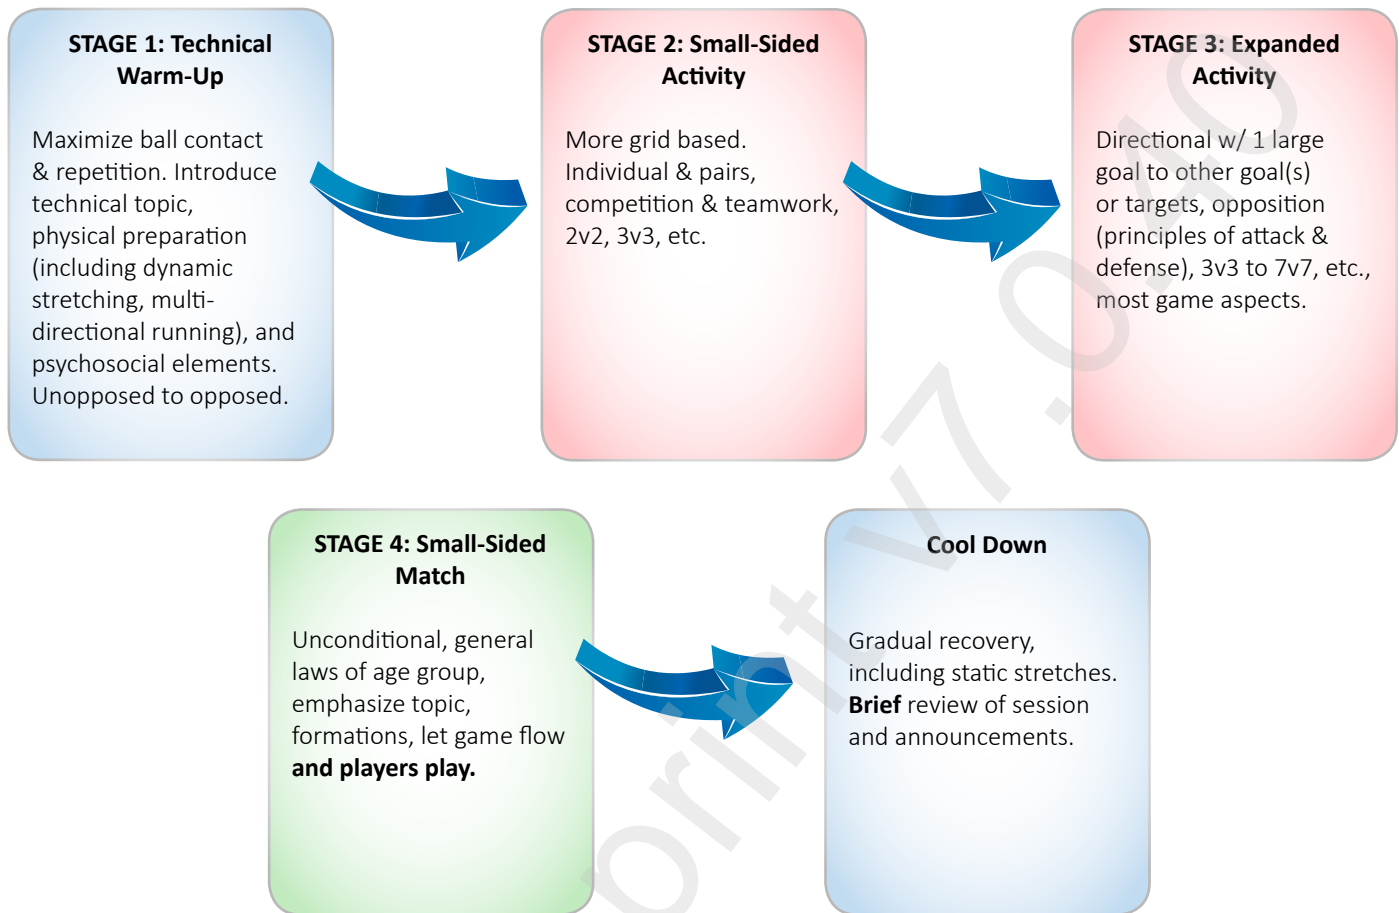 STAGE 1: Technical
Warm-Up
Maximize ball contact
& repetition. Introduce
technical topic,
physical preparation
(including dynamic
stretching, multi-
directional running), and
psychosocial elements.
Unopposed to opposed.
STAGE 2: Small-Sided
Activity
More grid based.
Individual & pairs,
competition & teamwork,
2v2, 3v3, etc.
STAGE 3: Expanded
Activity
Directional w/ 1 large
goal to other goal(s)
or targets, opposition
(principles of attack &
defense), 3v3 to 7v7, etc.,
most game aspects.
STAGE 4: Small-Sided
Match
Unconditional, general
laws of age group,
emphasize topic,
formations, let game flow
and players play.
Cool Down
Gradual recovery,
including static stretches.
Brief review of session
and announcements.
print v7.0.40